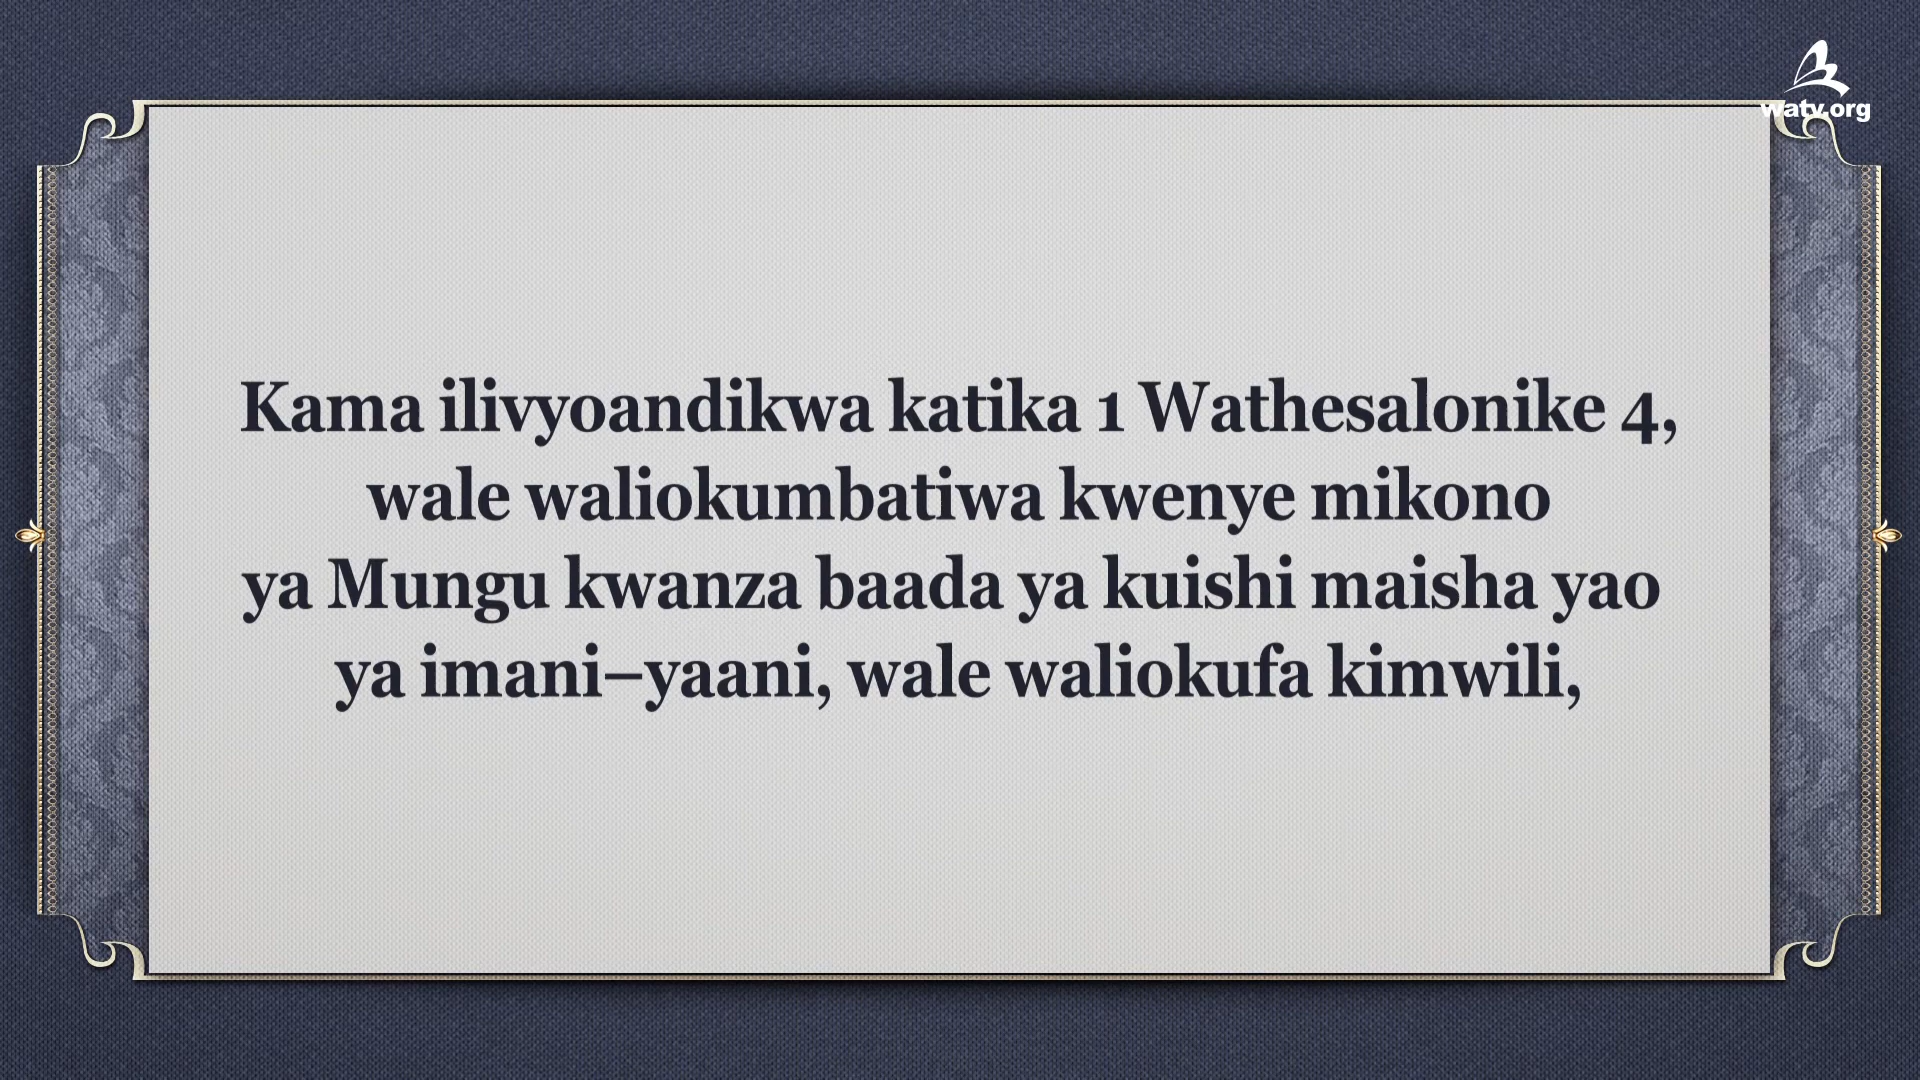 watv.org
Kama ilivyoandikwa katika 1 Wathesalonike 4,
wale waliokumbatiwa kwenye mikono
ya Mungu kwanza baada ya kuishi maisha yao
ya imani–yaani, wale waliokufa kimwili,